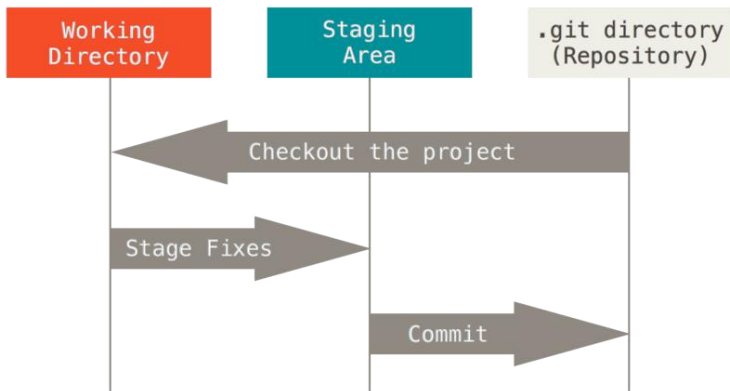 Working
Directory
Staging
Area
.git directory
(Repository)
Checkout the project
Stage Fixes
Commit